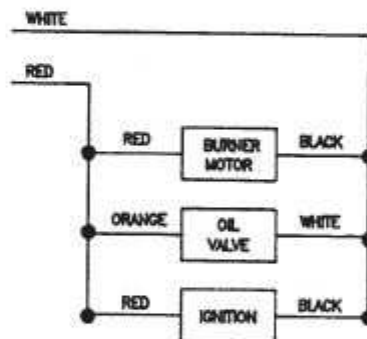 WHITE
RED
RED BURNER MOTOR BLACK
ORANGE OIL VALVE WHITE
RED IGNITION BLACK